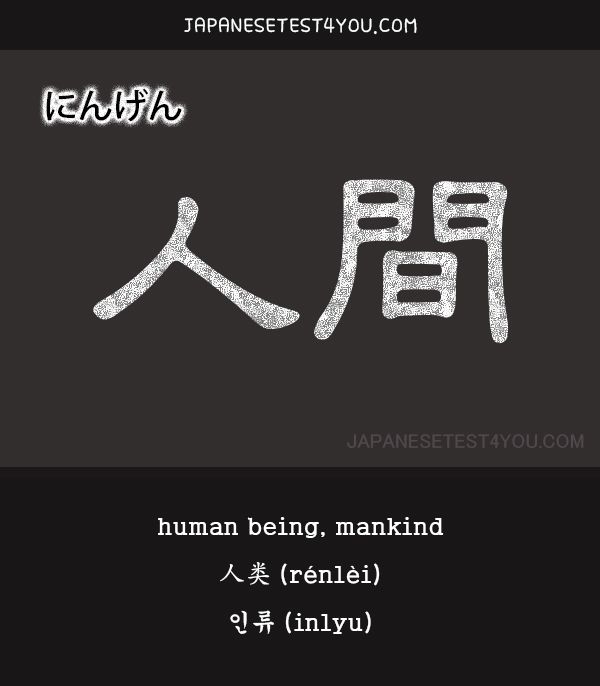 JAPANESETEST4YOU.COM
にんげん
人間
JAPANESETEST4YOU.COM
human being, mankind
人类 (rénlèi)
인류 (inlyu)